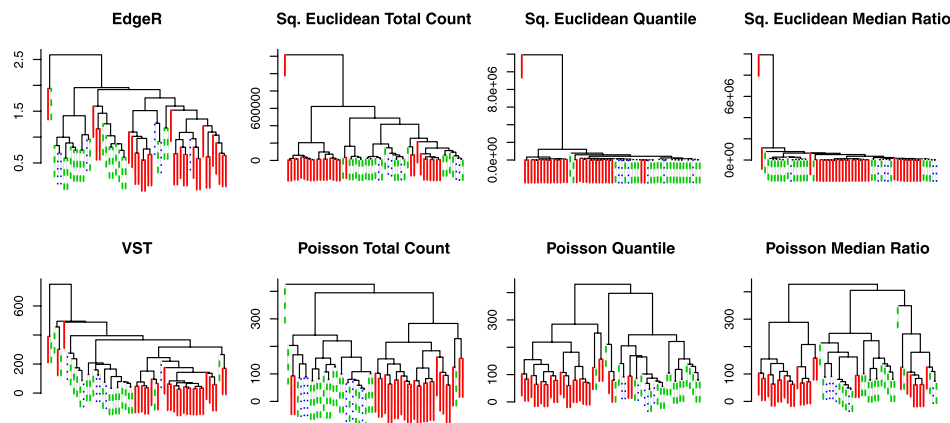 EdgeR
Sq. Euclidean Total Count
Sq. Euclidean Quantile
Sq. Euclidean Median Ratio
0.5 1.5 2.5
0 600000
0.0e+00 8.0e+06
0e+00 6e+06
VST
Poisson Total Count
Poisson Quantile
Poisson Median Ratio
0 200 600
0 100 300
0 100 300
0 100 300